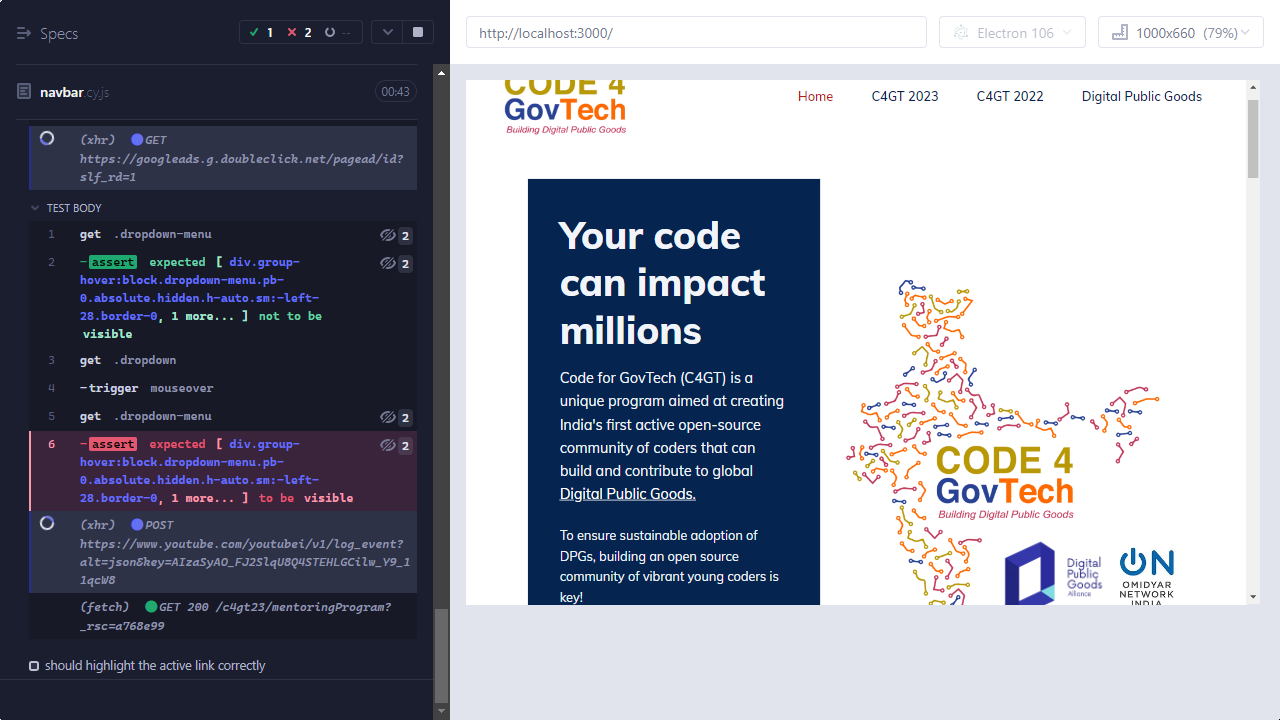 Specs
1
2
--
navbar.cy.js
00:43
(xhr) GET
https://googleads.g.doubleclick.net/pagead/id?
slf_rd=1
TEST BODY
1 get .dropdown-menu 2
2 -assert expected [ div.group- 2
hover:block.dropdown-menu.pb-
0.absolute.hidden.h-auto.sm:-left-
28.border-0, 1 more... ] not to be
visible
3 get .dropdown
4 -trigger mouseover
5 get .dropdown-menu 2
6 -assert expected [ div.group- 2
hover:block.dropdown-menu.pb-
0.absolute.hidden.h-auto.sm:-left-
28.border-0, 1 more... ] to be visible
(xhr) POST
https://www.youtube.com/youtubei/v1/log_event?
alt=json&key=AIzaSyAO_FJ2SlqU8Q4STEHLGCilw_Y9_1
1qcW8
(fetch) GET 200 /c4gt23/mentoringProgram?
_rsc=a768e99
should highlight the active link correctly
http://localhost:3000/
Electron 106
1000x660 (79%)
CODE 4
GovTech
Building Digital Public Goods
Home C4GT 2023 C4GT 2022 Digital Public Goods
Your code
can impact
millions
Code for GovTech (C4GT) is a
unique program aimed at creating
India's first active open-source
community of coders that can
build and contribute to global
Digital Public Goods.
To ensure sustainable adoption of
DPGs, building an open source
community of vibrant young coders is
key!
CODE 4
GovTech
Building Digital Public Goods
Digital
Public
Goods
Alliance
ON
OMIDYAR
NETWORK
INDIA